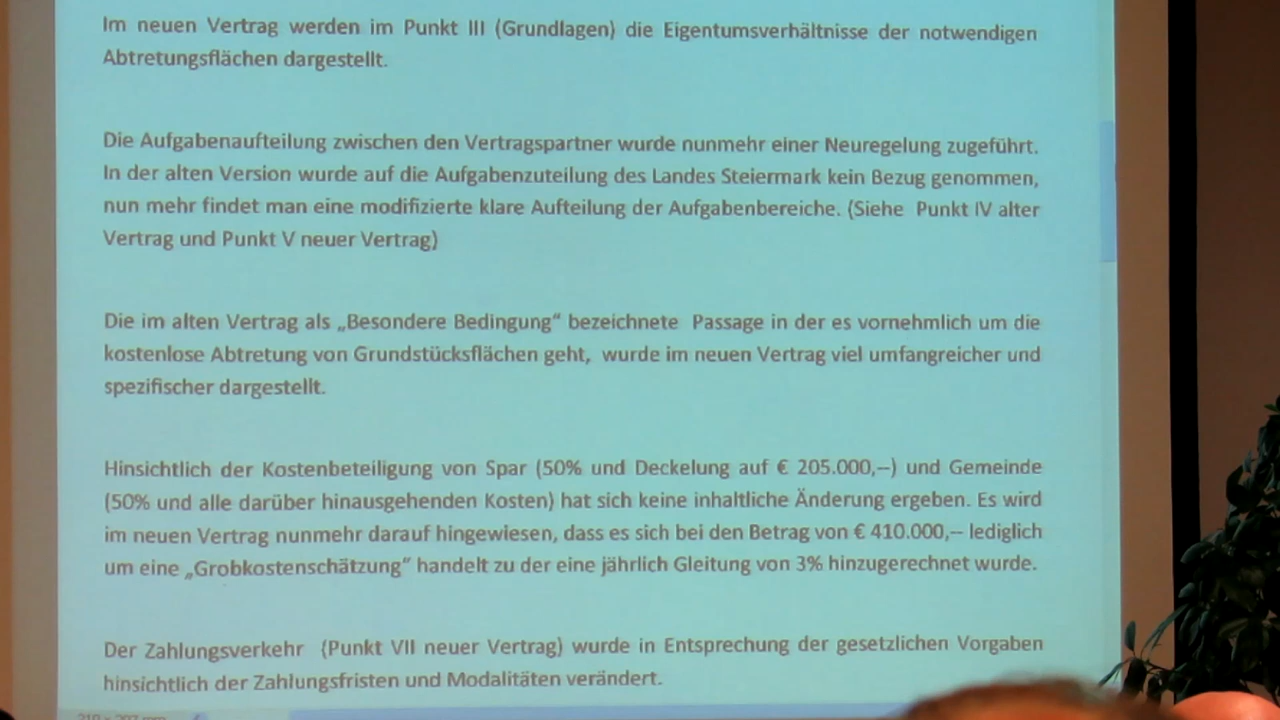 Im neuen Vertrag werden im Punkt III (Grundlagen) die Eigentumsverhältnisse der notwendigen
Abtretungsflächen dargestellt.
Die Aufgabenaufteilung zwischen den Vertragspartner wurde nunmehr einer Neuregelung zugeführt.
In der alten Version wurde auf die Aufgabenzuteilung des Landes Steiermark kein Bezug genommen,
nun mehr findet man eine modifizierte klare Aufteilung der Aufgabenbereiche. (Siehe Punkt IV alter
Vertrag und Punkt V neuer Vertrag)
Die im alten Vertrag als „Besondere Bedingung“ bezeichnete Passage in der es vornehmlich um die
kostenlose Abtretung von Grundstücksflächen geht, wurde im neuen Vertrag viel umfangreicher und
spezifischer dargestellt.
Hinsichtlich der Kostenbeteiligung von Spar (50% und Deckelung auf € 205.000,--) und Gemeinde
(50% und alle darüber hinausgehenden Kosten) hat sich keine inhaltliche Änderung ergeben. Es wird
im neuen Vertrag nunmehr darauf hingewiesen, dass es sich bei den Betrag von € 410.000,-- lediglich
um eine „Grobkostenschätzung“ handelt zu der eine jährlich Gleitung von 3% hinzugerechnet wurde.
Der Zahlungsverkehr (Punkt VII neuer Vertrag) wurde in Entsprechung der gesetzlichen Vorgaben
hinsichtlich der Zahlungsfristen und Modalitäten verändert.